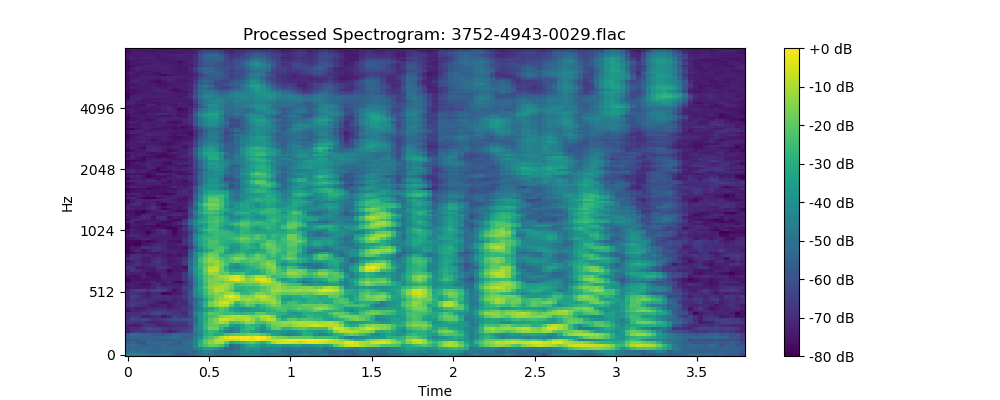 Processed Spectrogram: 3752-4943-0029.flac
+0 dB
-10 dB
-20 dB
-30 dB
-40 dB
-50 dB
-60 dB
-70 dB
-80 dB
Hz
4096
2048
1024
512
0
0 0.5 1 1.5 2 2.5 3 3.5
Time